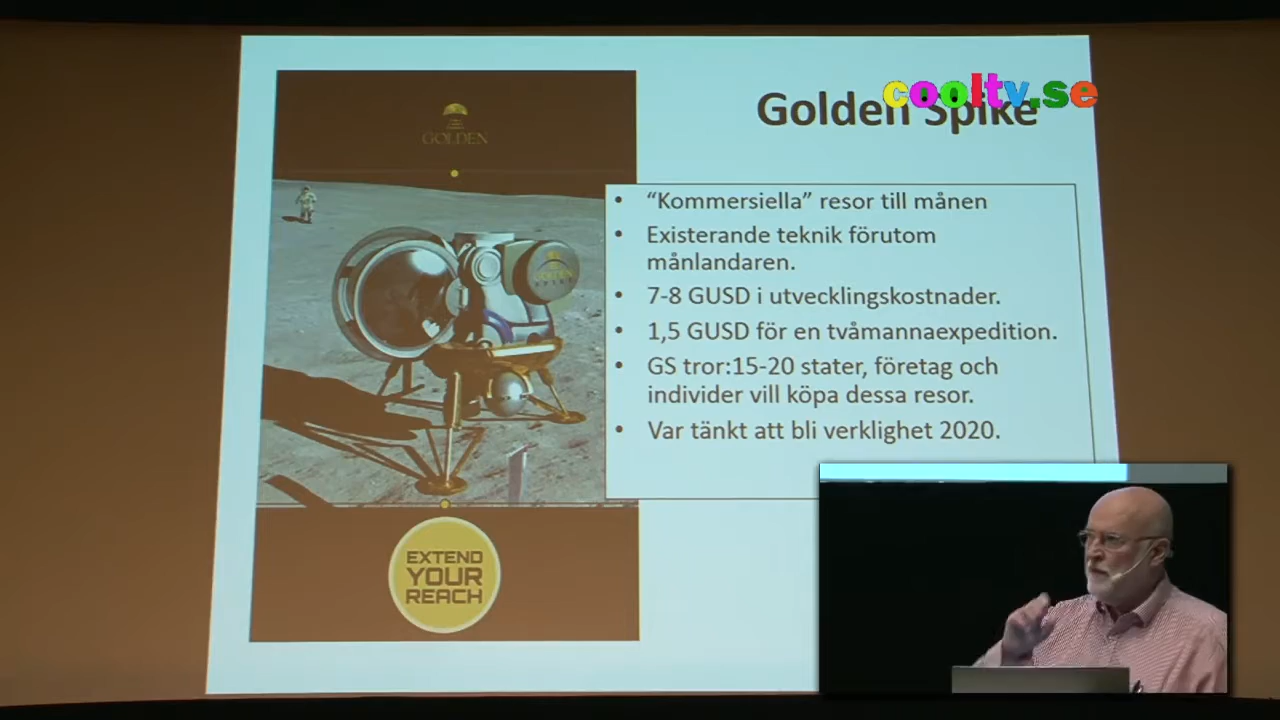 cooltv.se
Golden Spike
GOLDEN
• “Kommersiella” resor till månen
• Existerande teknik förutom
månlandaren.
• 7-8 GUSD i utvecklingskostnader.
• 1,5 GUSD för en tvåmannaexpedition.
• GS tror:15-20 stater, företag och
individer vill köpa dessa resor.
• Var tänkt att bli verklighet 2020.
GOLDEN
SPIKE
EXTEND
YOUR
REACH